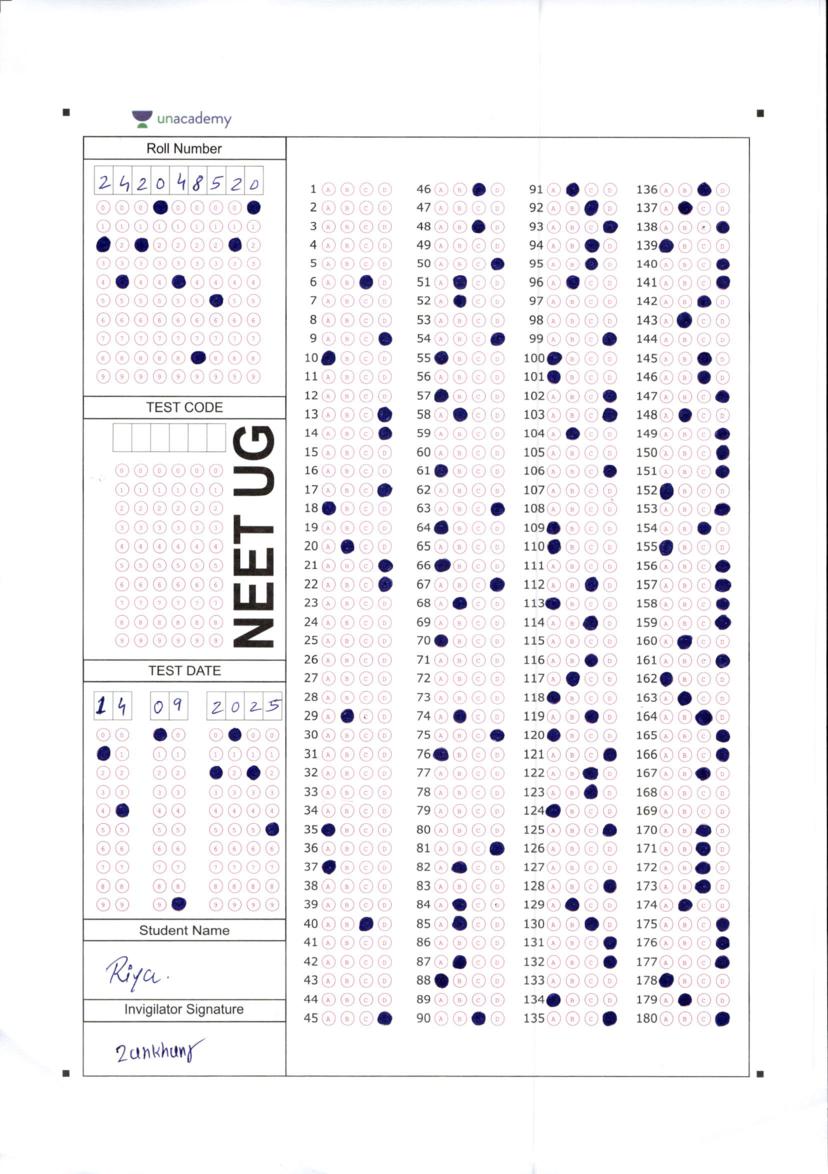 unacademy
Roll Number
2 4 2 0 4 8 5 2 0
TEST CODE
NEET UG
TEST DATE
14 09 2025
Student Name
Riya.
Invigilator Signature
1 A B C D
2 A B C D
3 A B C D
4 A B C D
5 A B C D
6 A B D
7 A B C D
8 A B C D
9 A B C
10 B C D
11 A B C D
12 A B C D
13 A B C
14 A B C
15 A B C D
16 A B C D
17 A B C
18 B C D
19 A B C D
20 A C D
21 A B C
22 A B C
23 A B C D
24 A B C D
25 A B C D
26 A B C D
27 A B C D
28 A B C D
29 A C D
30 A B C D
31 A B C D
32 A B C D
33 A B C D
34 A B C D
35 B C D
36 A B C D
37 B C D
38 A B C D
39 A B C D
40 A B D
41 A B C D
42 A B C D
43 A B C D
44 A B C D
45 A B C
46 A B D
47 A B C D
48 A B D
49 A B C D
50 A B C
51 A C D
52 A C D
53 A B C D
54 A B C
55 B C D
56 A B C D
57 B C D
58 A C D
59 A B C D
60 A B C D
61 B C D
62 A B C D
63 A B C
64 B C D
65 A B C D
66 B C D
67 A B C
68 A C D
69 A B C D
70 B C D
71 A B C D
72 A B C D
73 A B C D
74 A C D
75 A B C
76 B C D
77 A B C D
78 A B C D
79 A B C D
80 A B C D
81 A B C
82 A C D
83 A B C D
84 A C D
85 A C D
86 A B C D
87 A C D
88 B C D
89 A B C D
90 A B D
91 A C D
92 A B D
93 A B C
94 A B D
95 A B D
96 A C D
97 A B C D
98 A B C D
99 A B C
100 B C D
101 B C D
102 A B C
103 A B C
104 A C D
105 A B C D
106 A B C
107 A B C D
108 A B C D
109 B C D
110 B C D
111 A B C D
112 A B D
113 B C D
114 A B D
115 A B C D
116 A B D
117 A C D
118 B C D
119 A B D
120 B C D
121 A B C
122 A B D
123 A B D
124 B C D
125 A B C
126 A B C D
127 A B C D
128 A B C
129 A C D
130 A B D
131 A B C
132 A B C
133 A B C D
134 B C D
135 A B C
136 A B D
137 A C D
138 A B C
139 B C D
140 A B C
141 A B C
142 A B D
143 A C D
144 A B C D
145 A B D
146 A B D
147 A B C
148 A C D
149 A B C
150 A B C
151 A B C
152 B C D
153 A B C
154 A B D
155 B C D
156 A B C
157 A B C
158 A B C
159 A B C
160 A C D
161 A B C
162 B C D
163 A C D
164 A B D
165 A B C
166 A B C
167 A B D
168 A B C D
169 A B C D
170 A B D
171 A B D
172 A B D
173 A B D
174 A C D
175 A B C
176 A B C
177 A B C
178 B C D
179 A C D
180 A B C